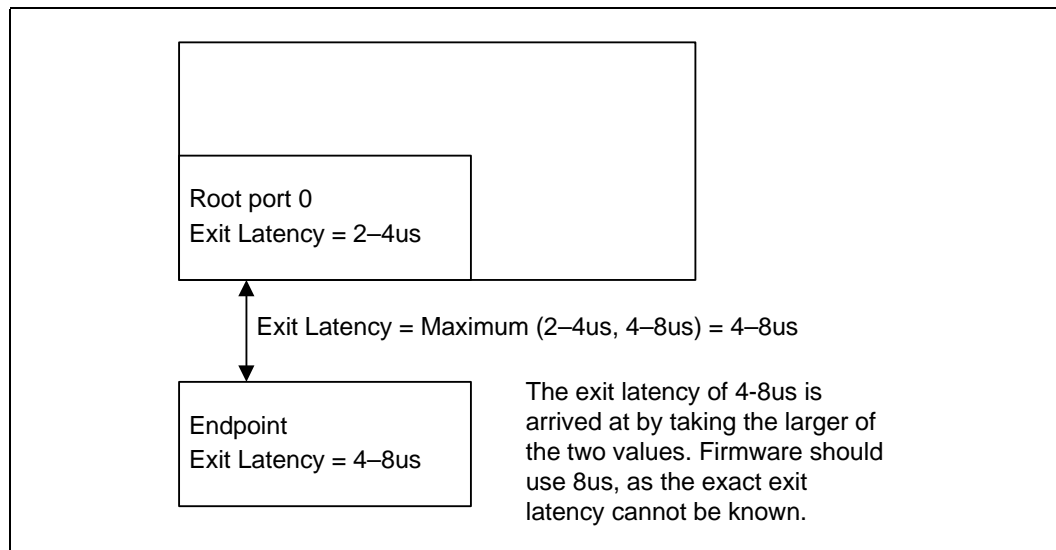 Root port 0
Exit Latency = 2–4us
Exit Latency = Maximum (2–4us, 4–8us) = 4–8us
Endpoint
Exit Latency = 4–8us
The exit latency of 4-8us is
arrived at by taking the larger of
the two values. Firmware should
use 8us, as the exact exit
latency cannot be known.